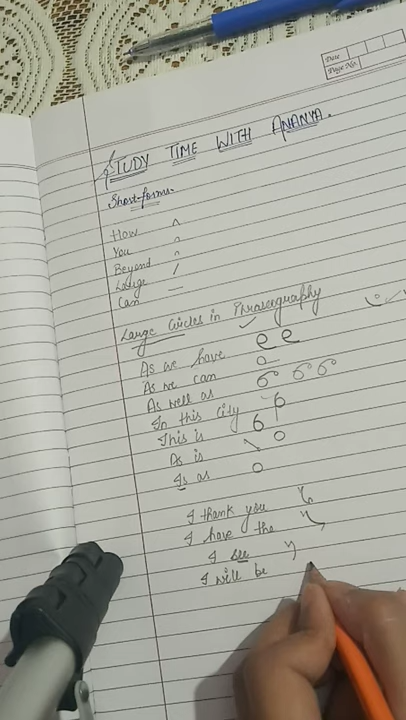 Date
Page No.
STUDY TIME WITH ANANYA.
Short-forms-
How
You
Beyond
Large
Can
Large Circles in Phraseography
As we have
As we can
As well as
In this city
This is
As is
Is as
I thank you
I have the
I see
I will be